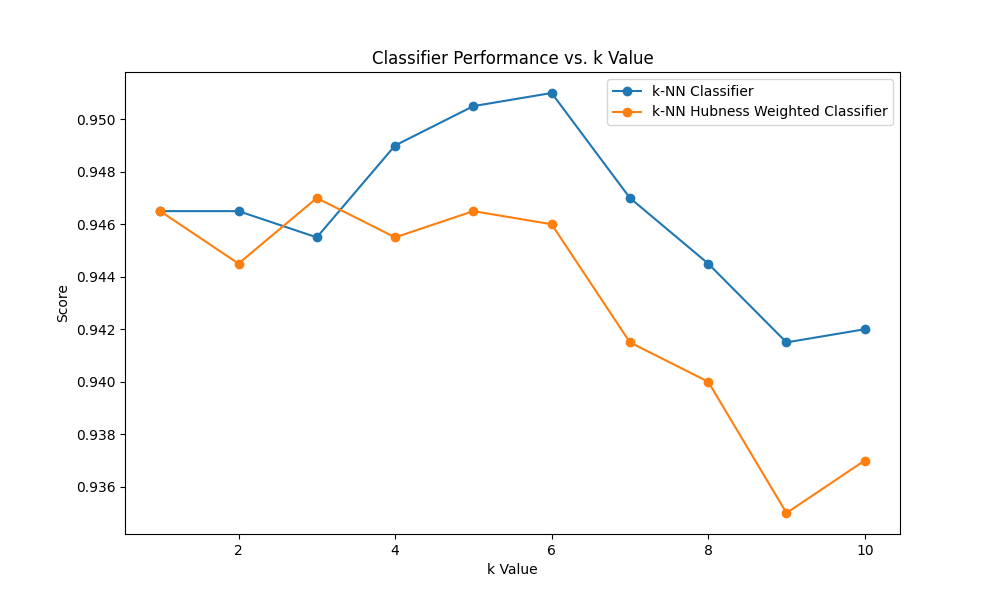 Classifier Performance vs. k Value
k-NN Classifier
k-NN Hubness Weighted Classifier
Score
0.950
0.948
0.946
0.944
0.942
0.940
0.938
0.936
2 4 6 8 10
k Value